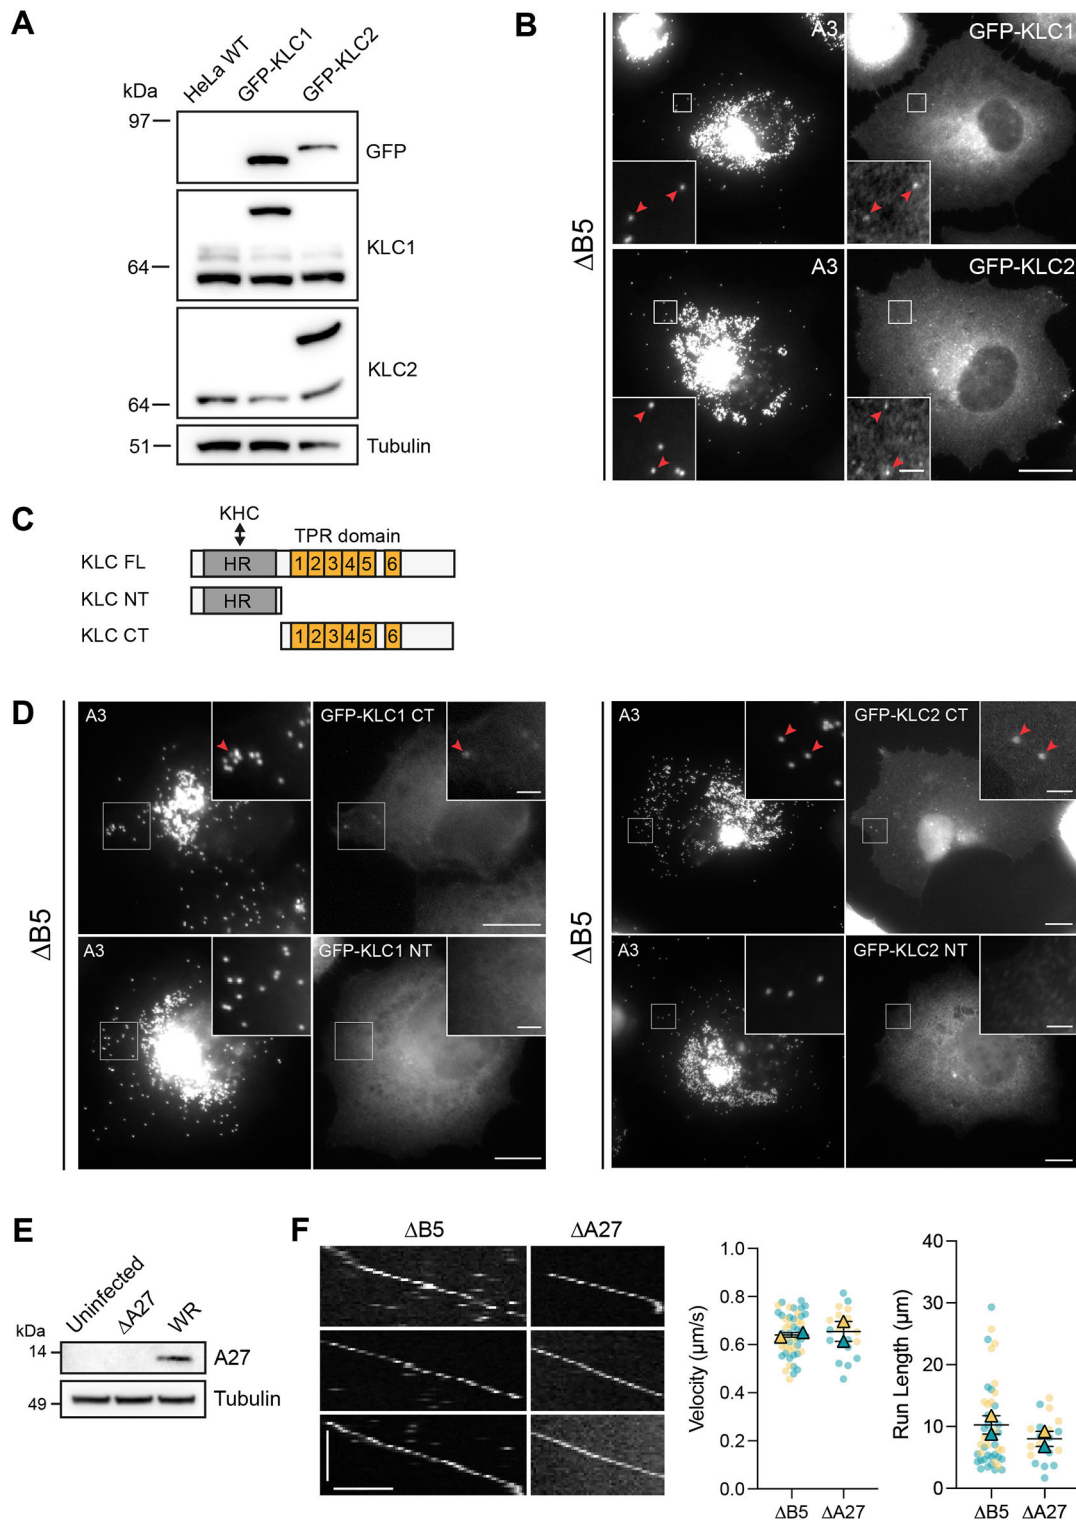 A
HeLa WT
GFP-KLC1
GFP-KLC2
kDa
97
GFP
KLC1
64
KLC2
64
51
Tubulin
B
ΔB5
A3
GFP-KLC1
A3
GFP-KLC2
C
KHC
TPR domain
KLC FL
HR
1 2 3 4 5 6
KLC NT
HR
KLC CT
1 2 3 4 5 6
D
ΔB5
A3
GFP-KLC1 CT
A3
GFP-KLC1 NT
ΔB5
A3
GFP-KLC2 CT
A3
GFP-KLC2 NT
E
Uninfected
ΔA27
WR
kDa
14
A27
49
Tubulin
F
ΔB5
ΔA27
Velocity (µm/s)
1.0
0.8
0.6
0.4
0.2
0.0
ΔB5 ΔA27
Run Length (µm)
40
30
20
10
0
ΔB5 ΔA27